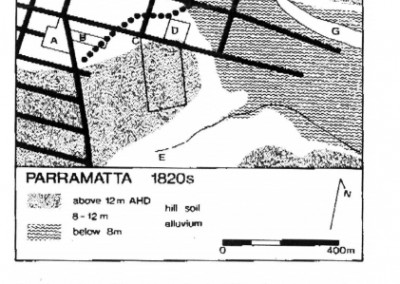 A
B
C
D
G
E
PARRAMATTA 1820s
above 12m AHD
8-12 m
below 8m
hill soil
alluvium
N
0
400m